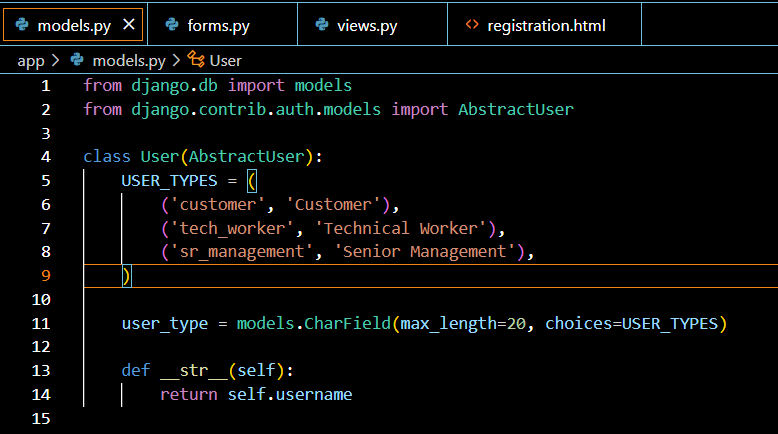 models.py
forms.py
views.py
registration.html
app > models.py > User
1 from django.db import models
2 from django.contrib.auth.models import AbstractUser
3
4 class User(AbstractUser):
5     USER_TYPES = (
6         ('customer', 'Customer'),
7         ('tech_worker', 'Technical Worker'),
8         ('sr_management', 'Senior Management'),
9     )
10
11     user_type = models.CharField(max_length=20, choices=USER_TYPES)
12
13     def __str__(self):
14         return self.username
15